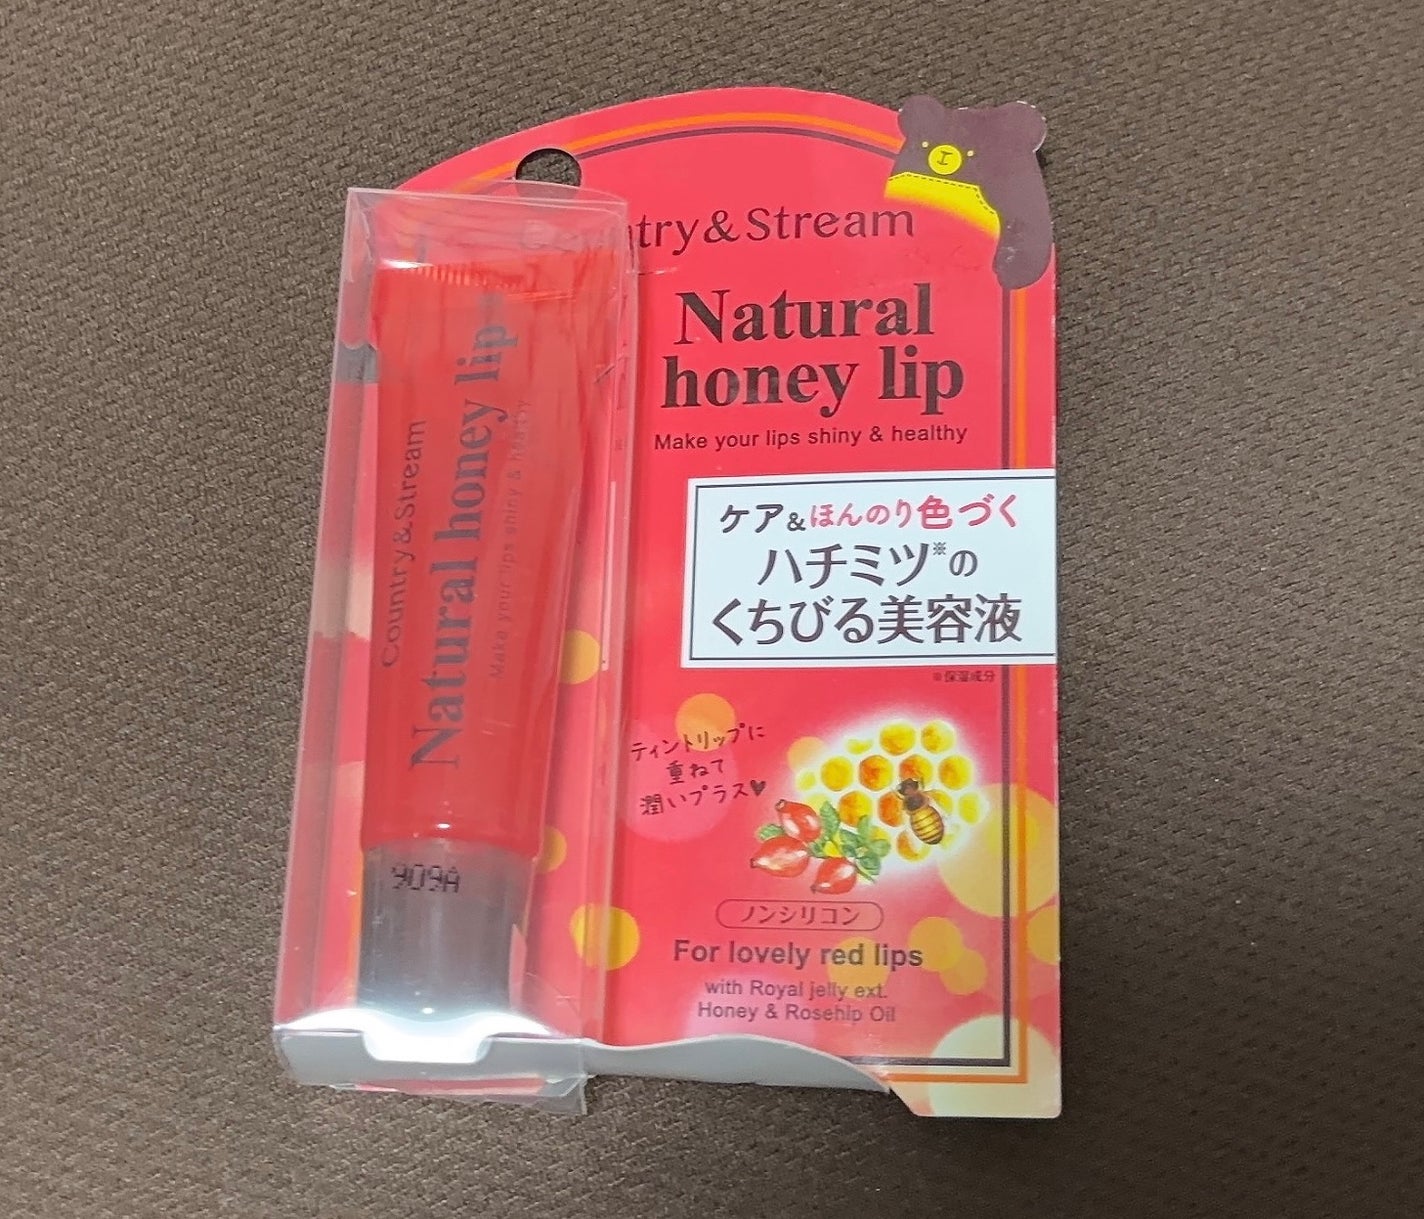 Country&Stream
Natural
honey lip
Make your lips shiny & healthy
ケア&ほんのり色づく
ハチミツ※の
くちびる美容液
※保湿成分
ティントリップに
重ねて
潤いプラス♥
ノンシリコン
For lovely red lips
with Royal jelly ext.
Honey & Rosehip Oil
Country&Stream
Natural honey lip
Make your lips shiny & healthy
909A